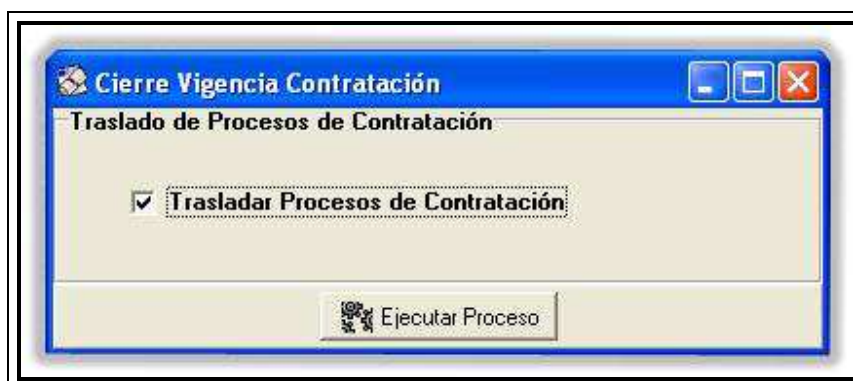 Cierre Vigencia Contratación
Traslado de Procesos de Contratación
Trasladar Procesos de Contratación
Ejecutar Proceso